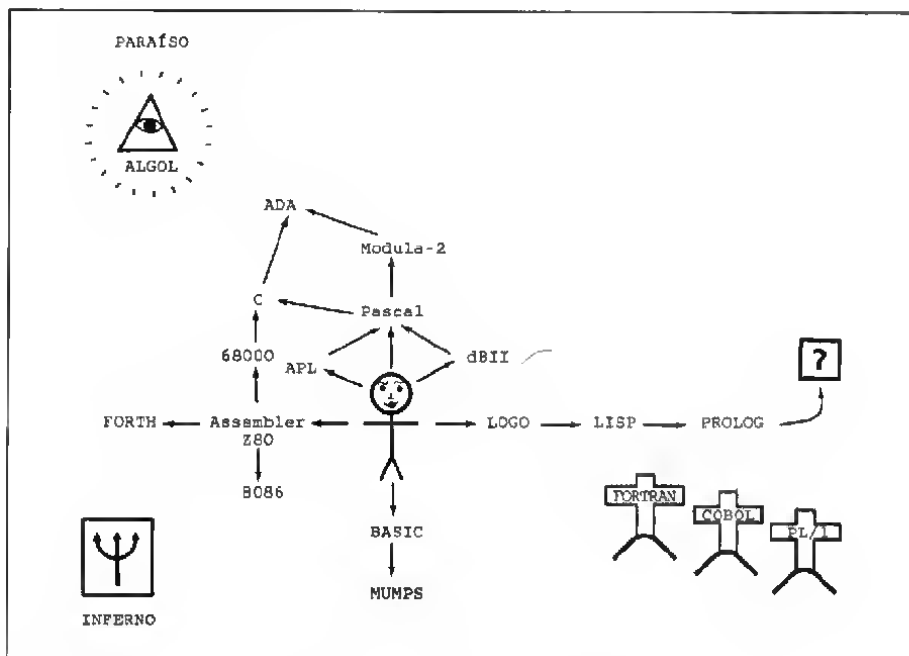 PARAÍSO
ALGOL
ADA
Modula-2
C
Pascal
68000
APL
dBII
?
FORTH
Assembler
Z80
LOGO
LISP
PROLOG
8086
FORTRAN
COBOL
PL/I
BASIC
MUMPS
INFERNO